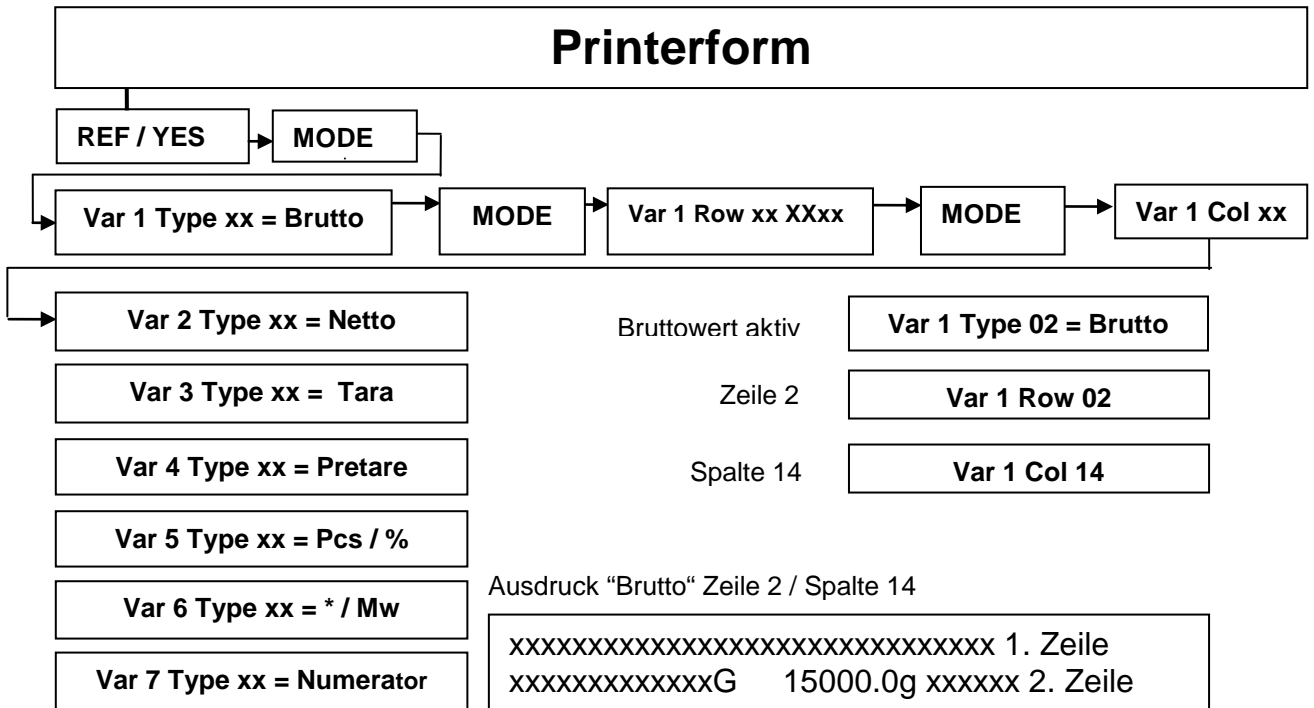 Printerform
REF / YES
MODE
Var 1 Type xx = Brutto
MODE
Var 1 Row xx XXxx
MODE
Var 1 Col xx
Var 2 Type xx = Netto
Bruttowert aktiv
Var 1 Type 02 = Brutto
Var 3 Type xx = Tara
Zeile 2
Var 1 Row 02
Var 4 Type xx = Pretare
Spalte 14
Var 1 Col 14
Var 5 Type xx = Pcs / %
Ausdruck “Brutto“ Zeile 2 / Spalte 14
Var 6 Type xx = * / Mw
xxxxxxxxxxxxxxxxxxxxxxxxxxxxxxx 1. Zeile
Var 7 Type xx = Numerator
xxxxxxxxxxxxxG 15000.0g xxxxxx 2. Zeile